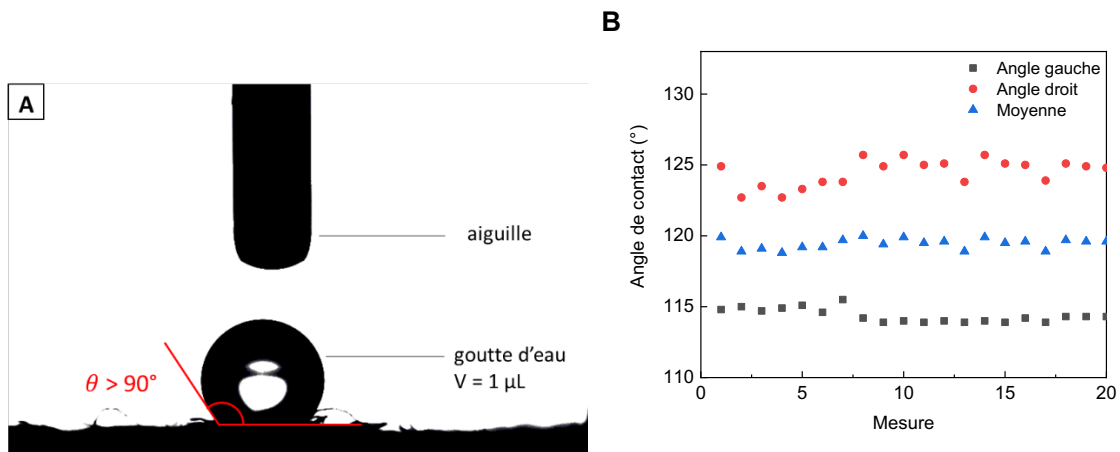 A
aiguille
goutte d'eau
V = 1 µL
θ > 90°
B
Angle gauche
Angle droit
Moyenne
Angle de contact (°)
130
125
120
115
110
0
5
10
15
20
Mesure